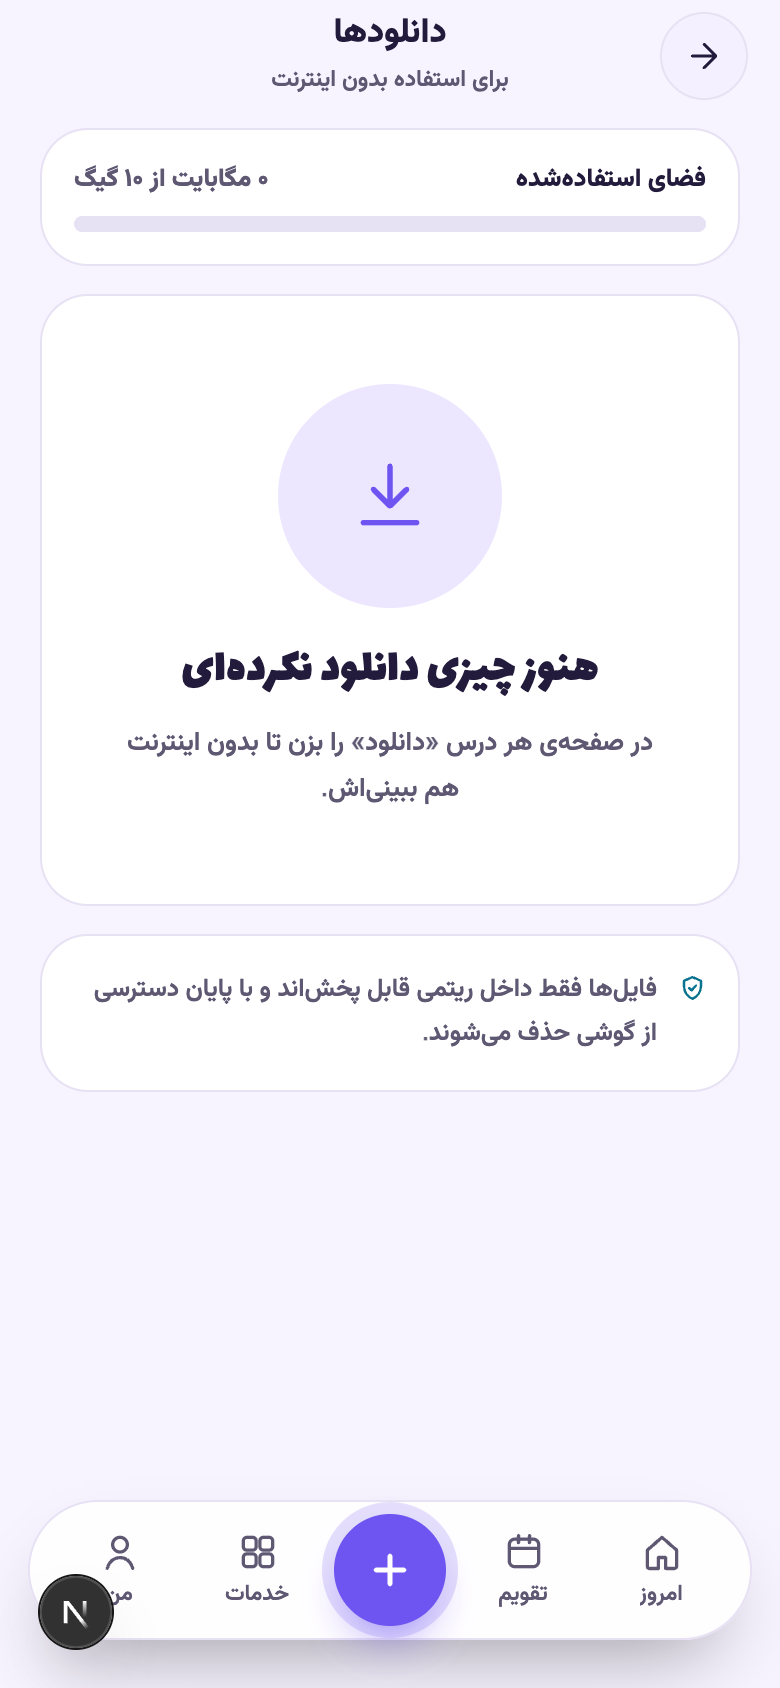 دانلودها
برای استفاده بدون اینترنت
فضای استفاده‌شده
۰ مگابایت از ۱۰ گیگ
هنوز چیزی دانلود نکرده‌ای
در صفحه‌ی هر درس «دانلود» را بزن تا بدون اینترنت
هم ببینی‌اش.
فایل‌ها فقط داخل ریتمی قابل پخش‌اند و با پایان دسترسی
از گوشی حذف می‌شوند.
امروز
تقویم
خدمات
من
N